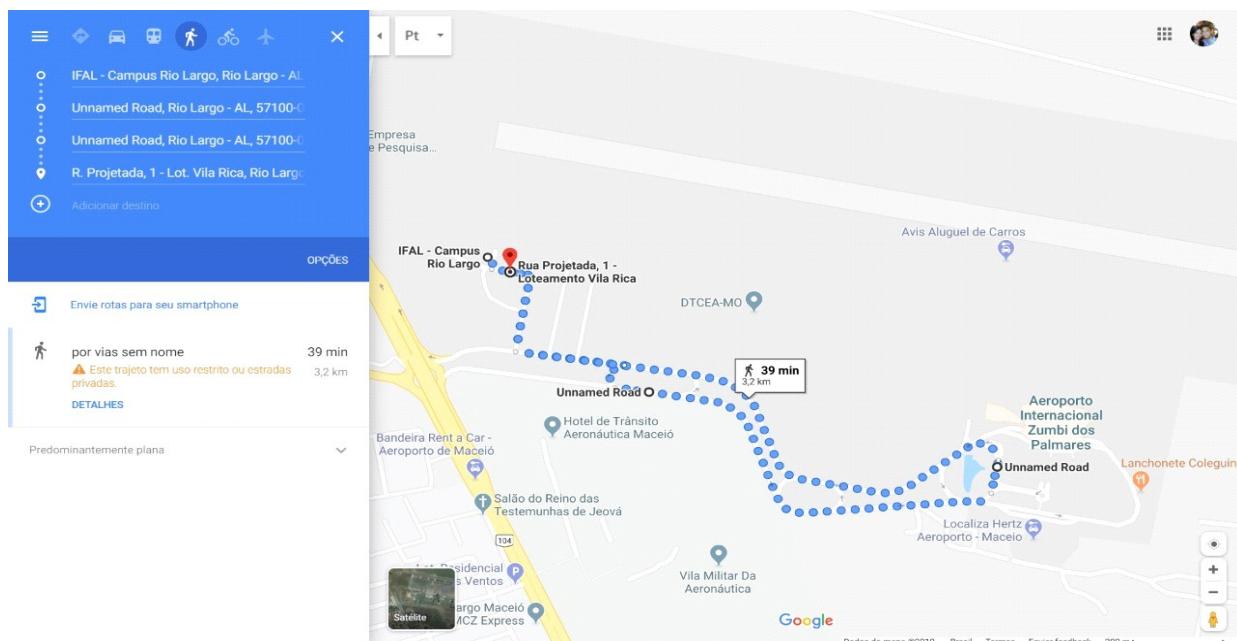 IFAL - Campus Rio Largo, Rio Largo - AL
Unnamed Road, Rio Largo - AL, 57100-0
Unnamed Road, Rio Largo - AL, 57100-0
R. Projetada, 1 - Lot. Vila Rica, Rio Largo
Adicionar destino
OPÇÕES
Envie rotas para seu smartphone
por vias sem nome
39 min
Este trajeto tem uso restrito ou estradas
3,2 km
privadas.
DETALHES
Predominantemente plana
Pt
Empresa
e Pesquisa...
Avis Aluguel de Carros
IFAL - Campus
Rio Largo
Rua Projetada, 1 -
Loteamento Vila Rica
DTCEA-MO
39 min
3,2 km
Unnamed Road
Hotel de Trânsito
Aeronáutica Maceió
Aeroporto
Internacional
Zumbi dos
Palmares
Bandeira Rent a Car -
Aeroporto de Maceió
Unnamed Road
Lanchonete Coleguin
Salão do Reino das
Testemunhas de Jeová
Localiza Hertz
Aeroporto - Maceio
104
Residencial
s Ventos
Vila Militar Da
Aeronáutica
Satélite
argo Maceió
MCZ Express
Google